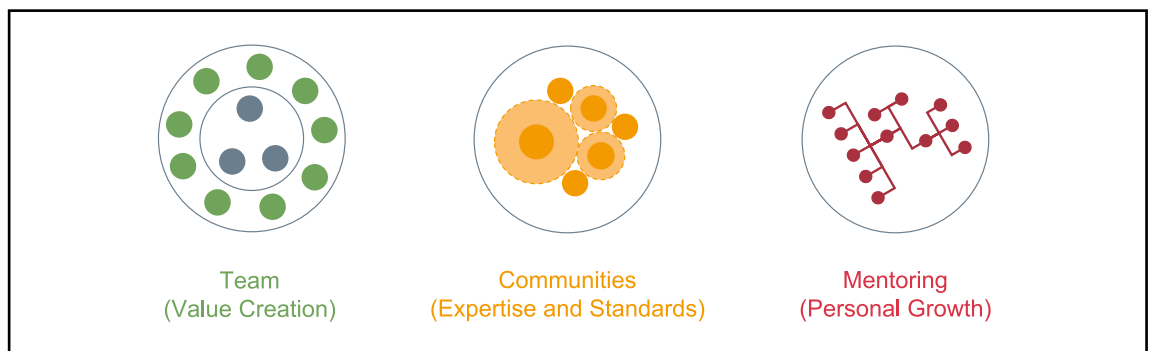 Team
(Value Creation)
Communities
(Expertise and Standards)
Mentoring
(Personal Growth)